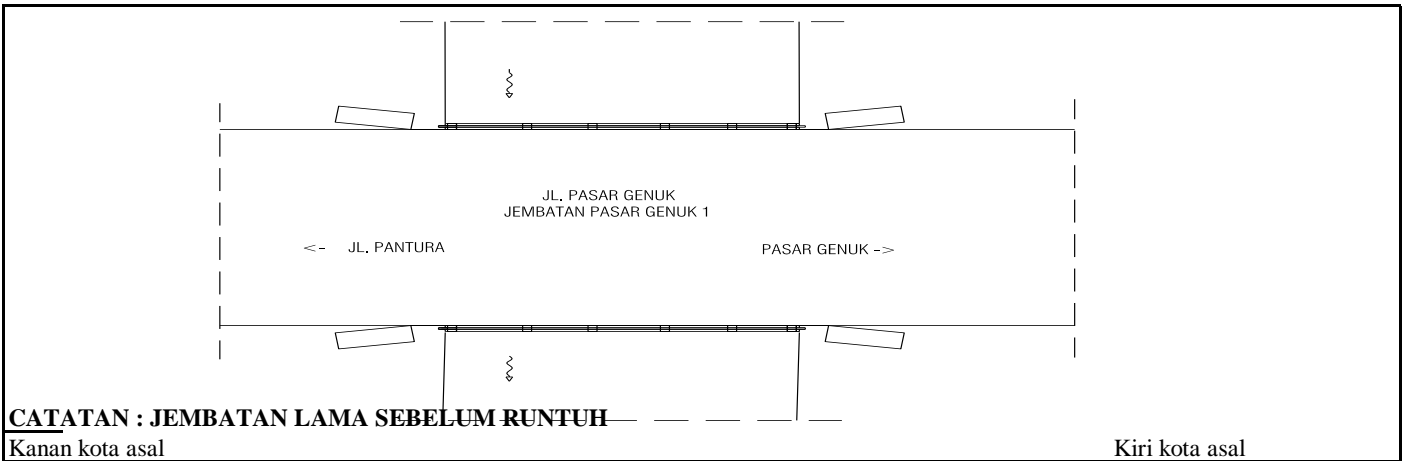 JL. PASAR GENUK
JEMBATAN PASAR GENUK 1
<- JL. PANTURA
PASAR GENUK ->
CATATAN : JEMBATAN LAMA SEBELUM RUNTUH
Kanan kota asal
Kiri kota asal